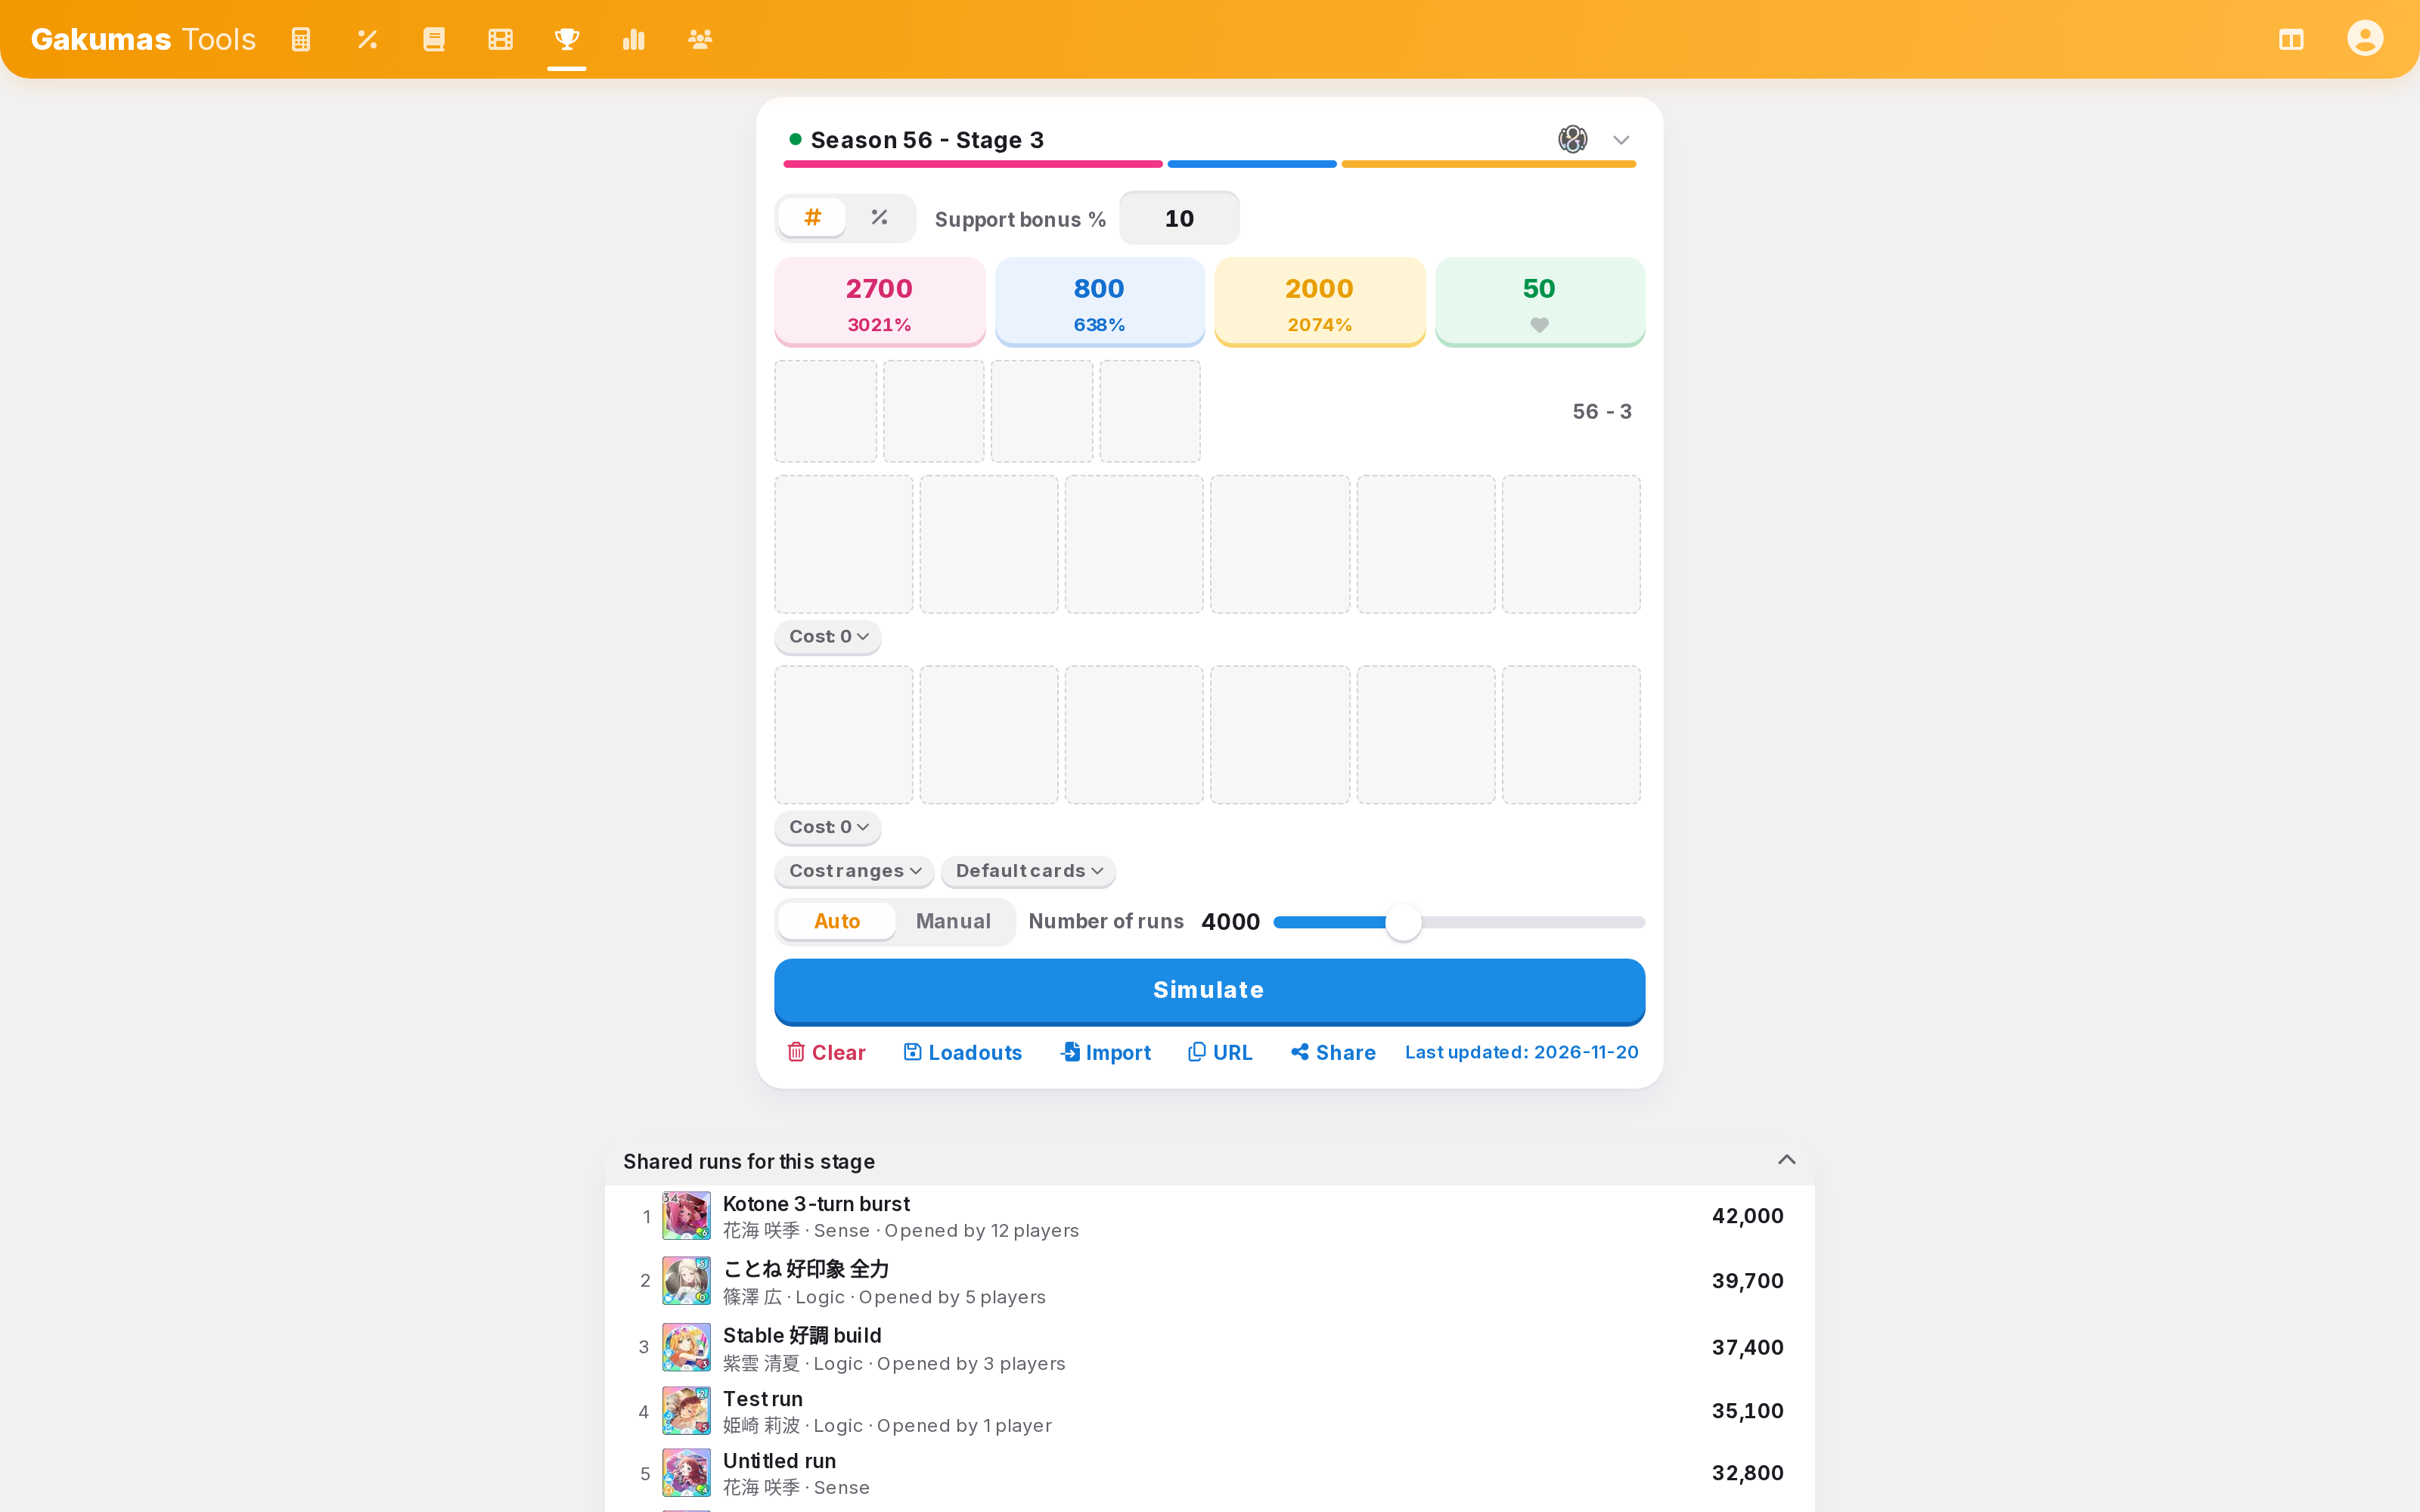 Gakumas Tools
Season 56 - Stage 3
# % Support bonus % 10
2700 800 2000 50
3021% 638% 2074%
56 - 3
Cost: 0
Cost: 0
Cost ranges Default cards
Auto Manual Number of runs 4000
Simulate
Clear Loadouts Import URL Share Last updated: 2026-11-20
Shared runs for this stage
1 Kotone 3-turn burst 42,000
花海 咲季 · Sense · Opened by 12 players
2 ことね 好印象 全力 39,700
篠澤 広 · Logic · Opened by 5 players
3 Stable 好調 build 37,400
紫雲 清夏 · Logic · Opened by 3 players
4 Test run 35,100
姫崎 莉波 · Logic · Opened by 1 player
5 Untitled run 32,800
花海 咲季 · Sense